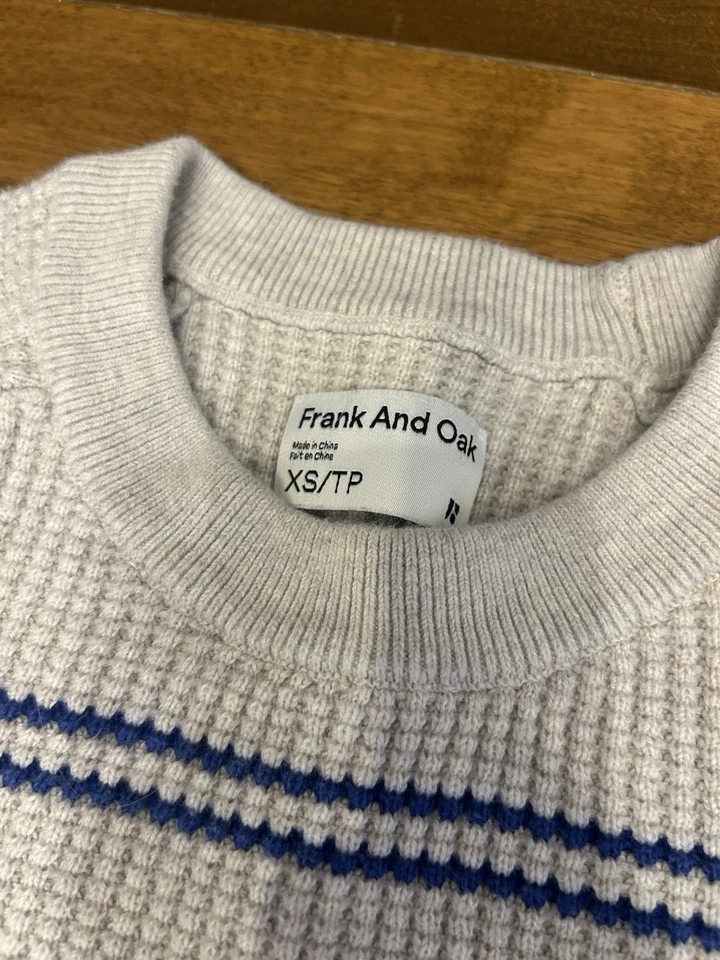 Frank And Oak
Made in China
Fait en Chine
XS/TP